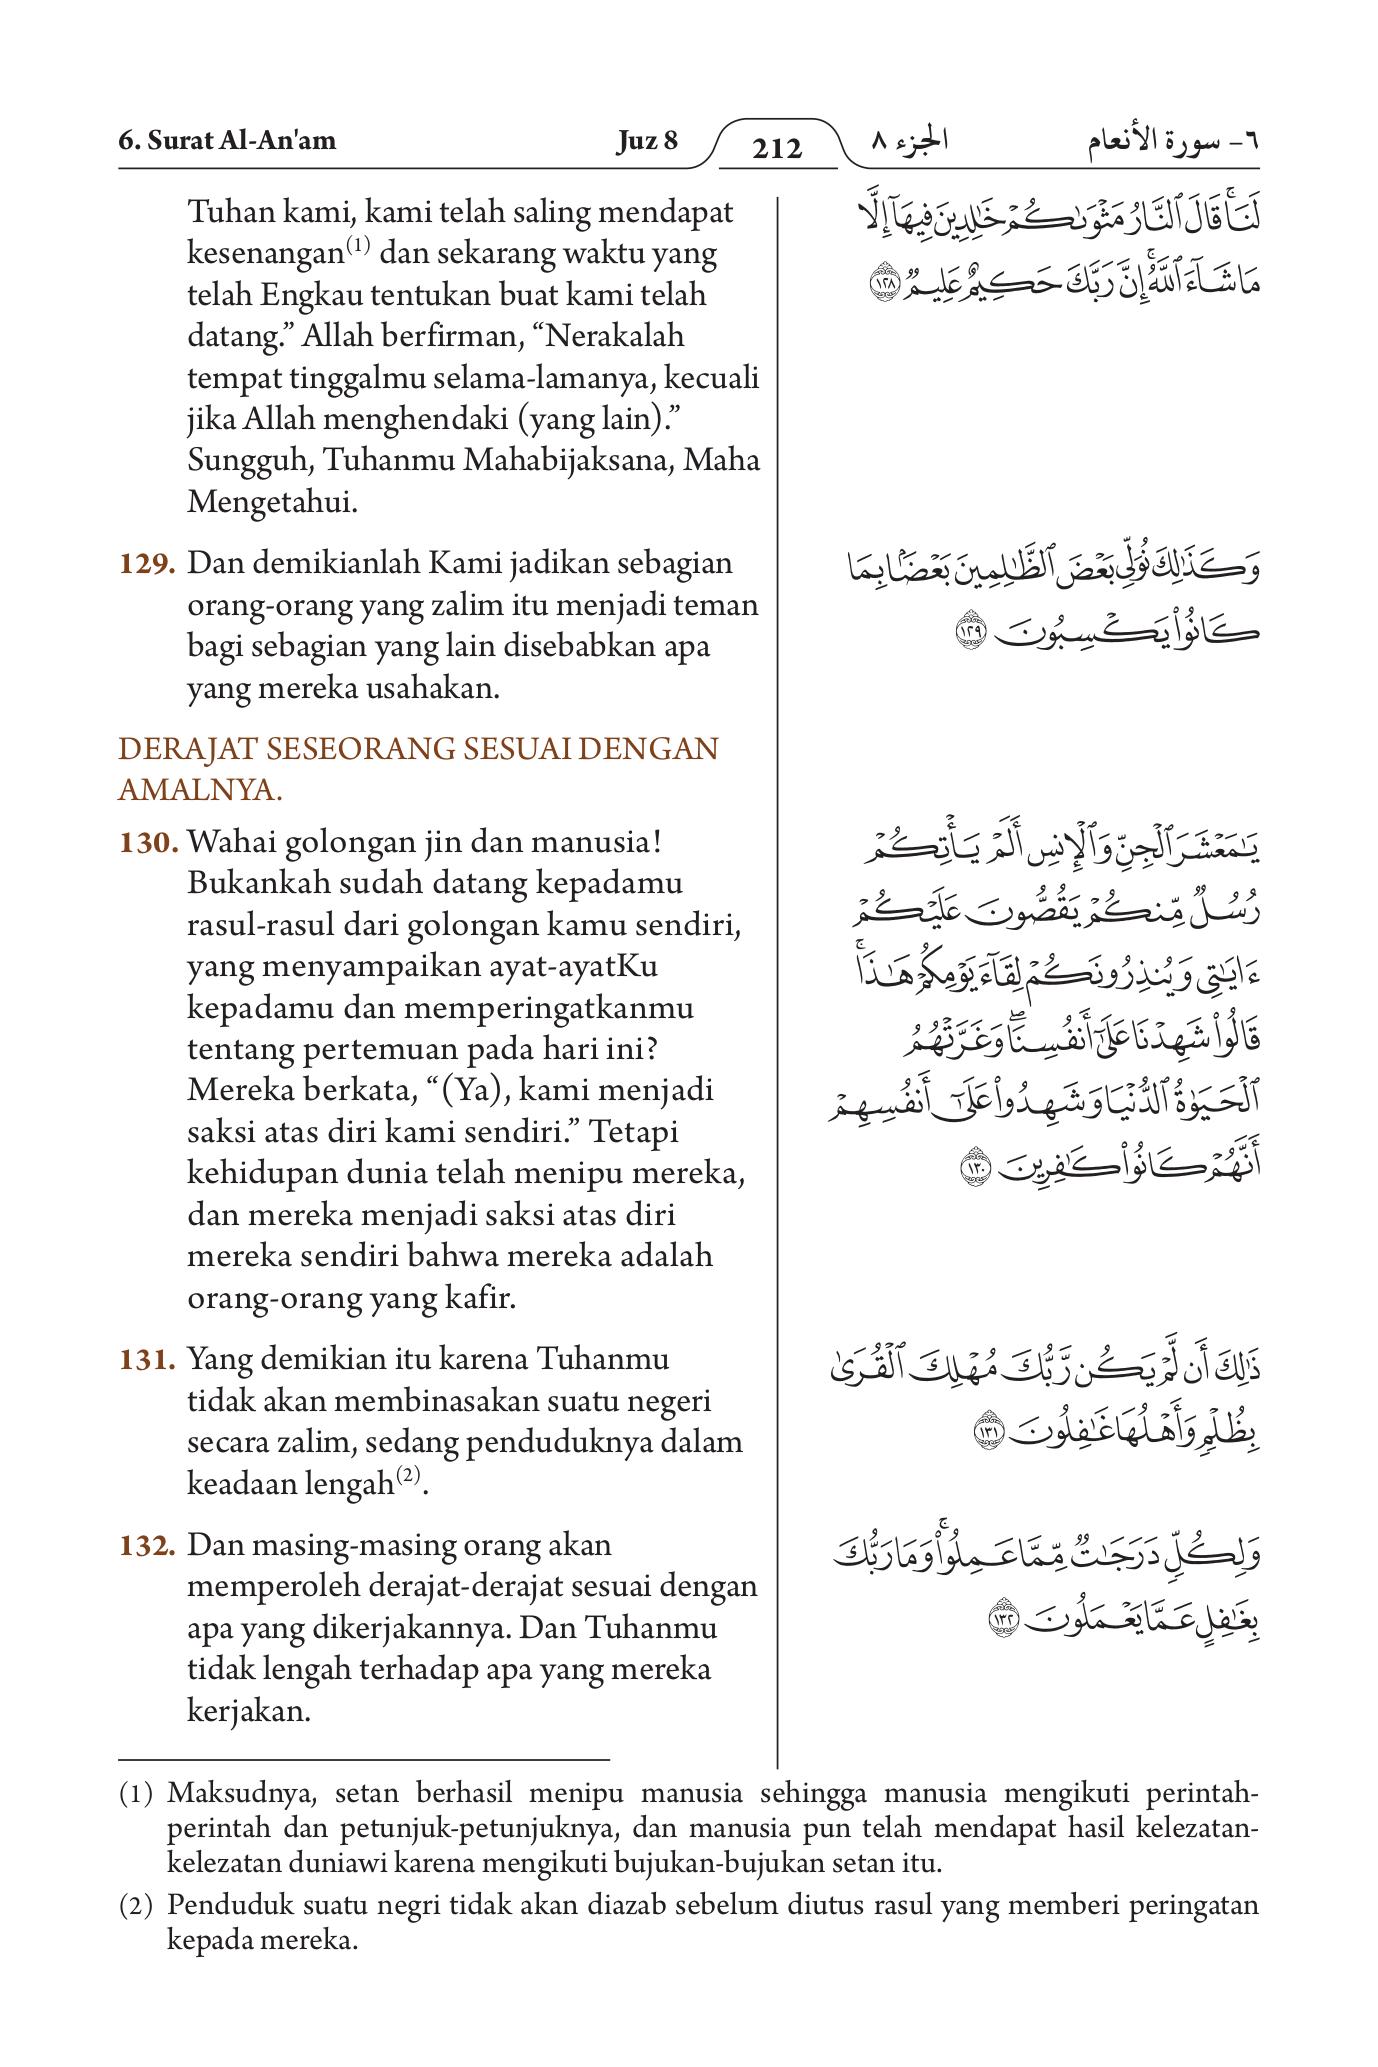 6. Surat Al-An'am
Juz 8
212
الجزء ٨
٦- سورة الأنعام
Tuhan kami, kami telah saling mendapat
kesenangan(1) dan sekarang waktu yang
telah Engkau tentukan buat kami telah
datang.” Allah berfirman, “Nerakalah
tempat tinggalmu selama-lamanya, kecuali
jika Allah menghendaki (yang lain).”
Sungguh, Tuhanmu Mahabijaksana, Maha
Mengetahui.
129. Dan demikianlah Kami jadikan sebagian
orang-orang yang zalim itu menjadi teman
bagi sebagian yang lain disebabkan apa
yang mereka usahakan.
DERAJAT SESEORANG SESUAI DENGAN
AMALNYA.
130. Wahai golongan jin dan manusia!
Bukankah sudah datang kepadamu
rasul-rasul dari golongan kamu sendiri,
yang menyampaikan ayat-ayatKu
kepadamu dan memperingatkanmu
tentang pertemuan pada hari ini?
Mereka berkata, “(Ya), kami menjadi
saksi atas diri kami sendiri.” Tetapi
kehidupan dunia telah menipu mereka,
dan mereka menjadi saksi atas diri
mereka sendiri bahwa mereka adalah
orang-orang yang kafir.
131. Yang demikian itu karena Tuhanmu
tidak akan membinasakan suatu negeri
secara zalim, sedang penduduknya dalam
keadaan lengah(2).
132. Dan masing-masing orang akan
memperoleh derajat-derajat sesuai dengan
apa yang dikerjakannya. Dan Tuhanmu
tidak lengah terhadap apa yang mereka
kerjakan.
لَنَاۚ قَالَ ٱلنَّارُ مَثۡوَىٰكُمۡ خَٰلِدِينَ فِيهَآ إِلَّا
مَا شَآءَ ٱللَّهُۚ إِنَّ رَبَّكَ حَكِيمٌ عَلِيمٞ ١٢٨
وَكَذَٰلِكَ نُوَلِّي بَعۡضَ ٱلظَّٰلِمِينَ بَعۡضَۢا بِمَا
كَانُواْ يَكۡسِبُونَ ١٢٩
يَٰمَعۡشَرَ ٱلۡجِنِّ وَٱلۡإِنسِ أَلَمۡ يَأۡتِكُمۡ
رُسُلٞ مِّنكُمۡ يَقُصُّونَ عَلَيۡكُمۡ
ءَايَٰتِي وَيُنذِرُونَكُمۡ لِقَآءَ يَوۡمِكُمۡ هَٰذَاۚ
قَالُواْ شَهِدۡنَا عَلَىٰٓ أَنفُسِنَاۖ وَغَرَّتۡهُمُ
ٱلۡحَيَوٰةُ ٱلدُّنۡيَا وَشَهِدُواْ عَلَىٰٓ أَنفُسِهِمۡ
أَنَّهُمۡ كَانُواْ كَٰفِرِينَ ١٣٠
ذَٰلِكَ أَن لَّمۡ يَكُن رَّبُّكَ مُهۡلِكَ ٱلۡقُرَىٰ
بِظُلۡمٖ وَأَهۡلُهَا غَٰفِلُونَ ١٣١
وَلِكُلّٖ دَرَجَٰتٞ مِّمَّا عَمِلُواْۚ وَمَا رَبُّكَ
بِغَٰفِلٍ عَمَّا يَعۡمَلُونَ ١٣٢
(1) Maksudnya, setan berhasil menipu manusia sehingga manusia mengikuti perintah-
perintah dan petunjuk-petunjuknya, dan manusia pun telah mendapat hasil kelezatan-
kelezatan duniawi karena mengikuti bujukan-bujukan setan itu.
(2) Penduduk suatu negri tidak akan diazab sebelum diutus rasul yang memberi peringatan
kepada mereka.